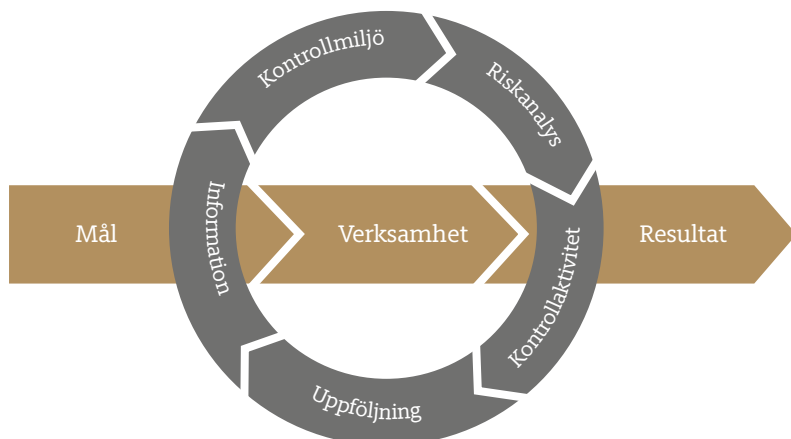 Kontrollmiljö
Riskanalys
Information
Mål
Verksamhet
Resultat
Kontrollaktivitet
Uppföljning